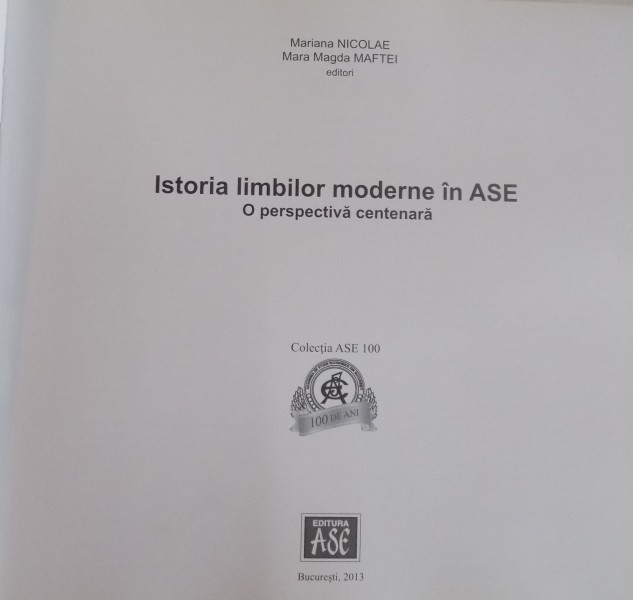 Mariana NICOLAE
Mara Magda MAFTEI
editori
Istoria limbilor moderne în ASE
O perspectivă centenară
Colecția ASE 100
100 DE ANI
EDITURA
ASE
București, 2013